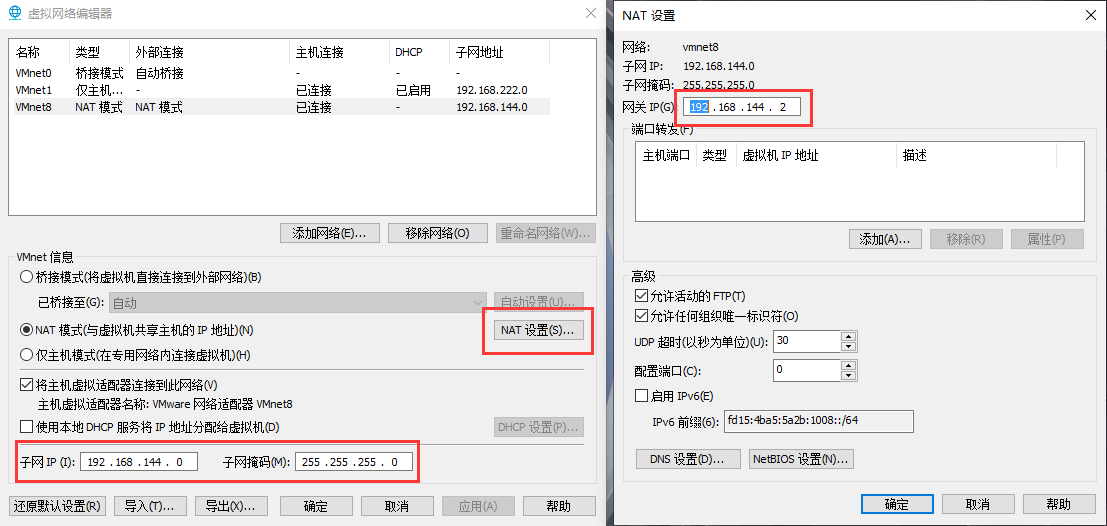 虚拟网络编辑器
名称 类型 外部连接 主机连接 DHCP 子网地址
VMnet0 桥接模式 自动桥接 - - -
VMnet1 仅主机... - 已连接 已启用 192.168.222.0
VMnet8 NAT 模式 NAT 模式 已连接 - 192.168.144.0
添加网络(E)... 移除网络(O) 重命名网络(W)...
VMnet 信息
桥接模式(将虚拟机直接连接到外部网络)(B)
已桥接至(G): 自动 自动设置(U)...
NAT 模式(与虚拟机共享主机的 IP 地址)(N) NAT 设置(S)...
仅主机模式(在专用网络内连接虚拟机)(H)
将主机虚拟适配器连接到此网络(V)
主机虚拟适配器名称: VMware 网络适配器 VMnet8
使用本地 DHCP 服务将 IP 地址分配给虚拟机(D) DHCP 设置(P)...
子网 IP (I): 192 . 168 . 144 . 0 子网掩码(M): 255 . 255 . 255 . 0
还原默认设置(R) 导入(T)... 导出(X)... 确定 取消 应用(A) 帮助
NAT 设置
网络: vmnet8
子网 IP: 192.168.144.0
子网掩码: 255.255.255.0
网关 IP(G): 192 . 168 . 144 . 2
端口转发(F)
主机端口 类型 虚拟机 IP 地址 描述
添加(A)... 移除(R) 属性(P)
高级
允许活动的 FTP(T)
允许任何组织唯一标识符(O)
UDP 超时(以秒为单位)(U): 30
配置端口(C): 0
启用 IPv6(E)
IPv6 前缀(6): fd15:4ba5:5a2b:1008::/64
DNS 设置(D)... NetBIOS 设置(N)...
确定 取消 帮助